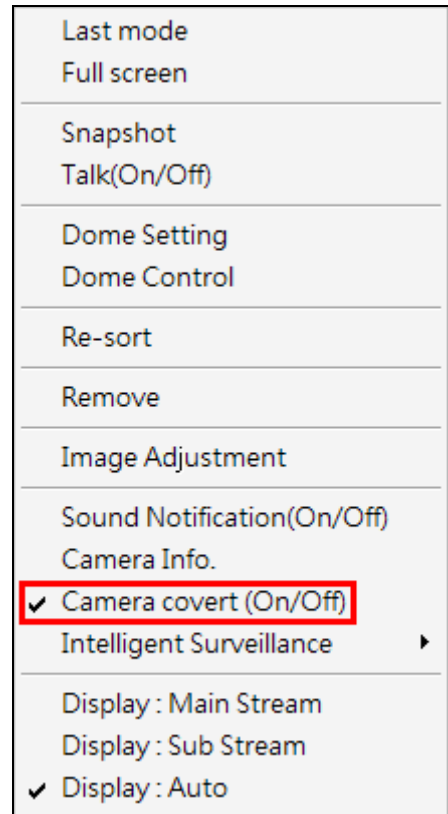 Last mode
Full screen
Snapshot
Talk(On/Off)
Dome Setting
Dome Control
Re-sort
Remove
Image Adjustment
Sound Notification(On/Off)
Camera Info.
Camera covert (On/Off)
Intelligent Surveillance
Display : Main Stream
Display : Sub Stream
Display : Auto